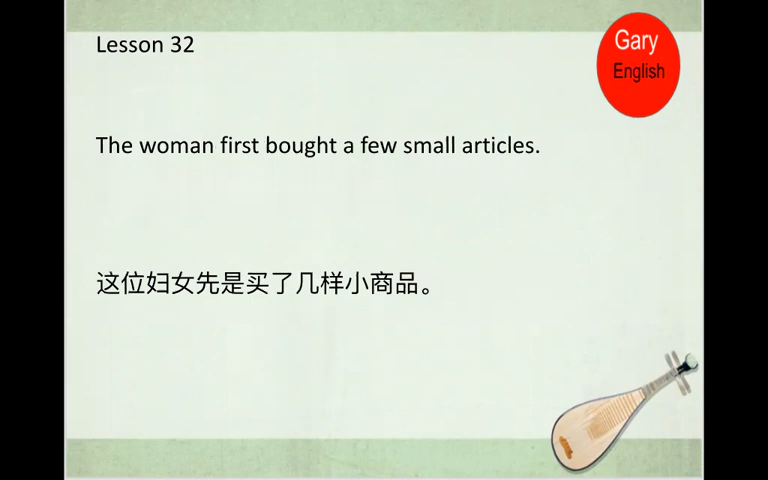 Lesson 32
Gary
English
The woman first bought a few small articles.
这位妇女先是买了几样小商品。